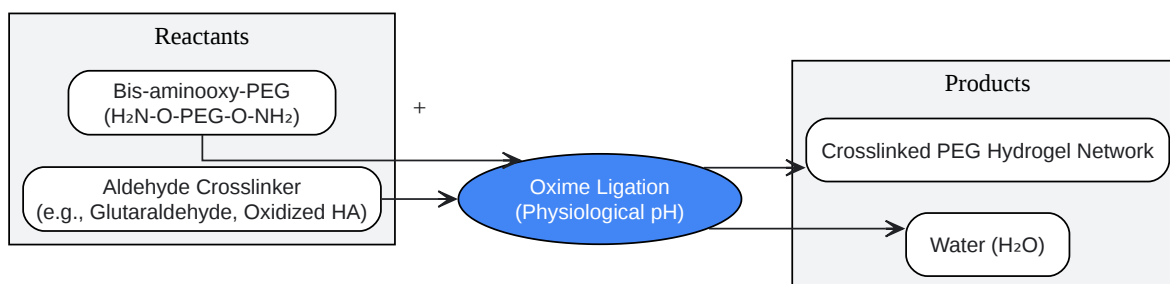 Reactants
Bis-aminooxy-PEG
(H₂N-O-PEG-O-NH₂)
+
Aldehyde Crosslinker
(e.g., Glutaraldehyde, Oxidized HA)
Oxime Ligation
(Physiological pH)
Products
Crosslinked PEG Hydrogel Network
Water (H₂O)